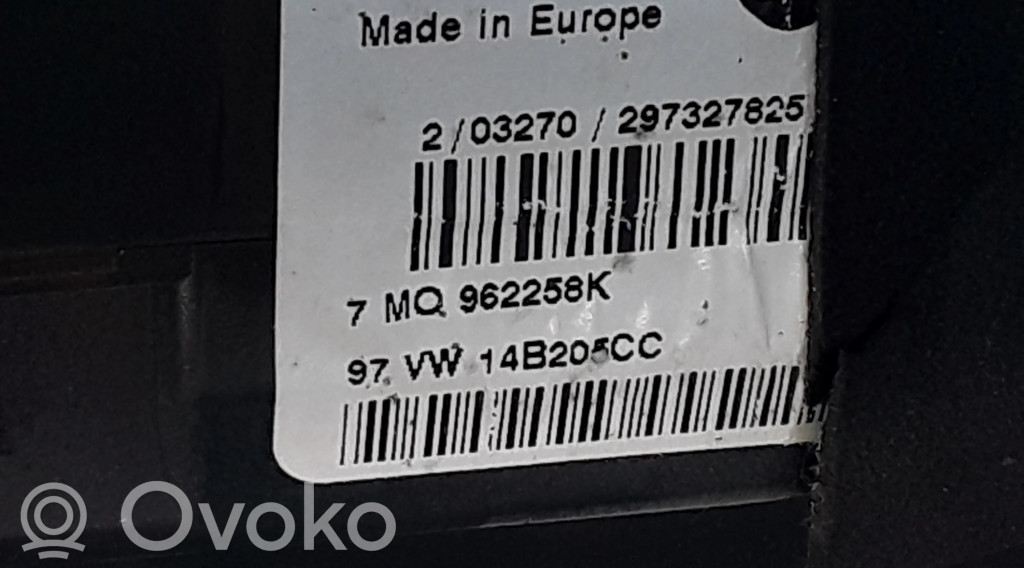 Made in Europe
2 / 03270 / 297327825
7 MQ 962258K
97 VW 14B205CC
Ovoko